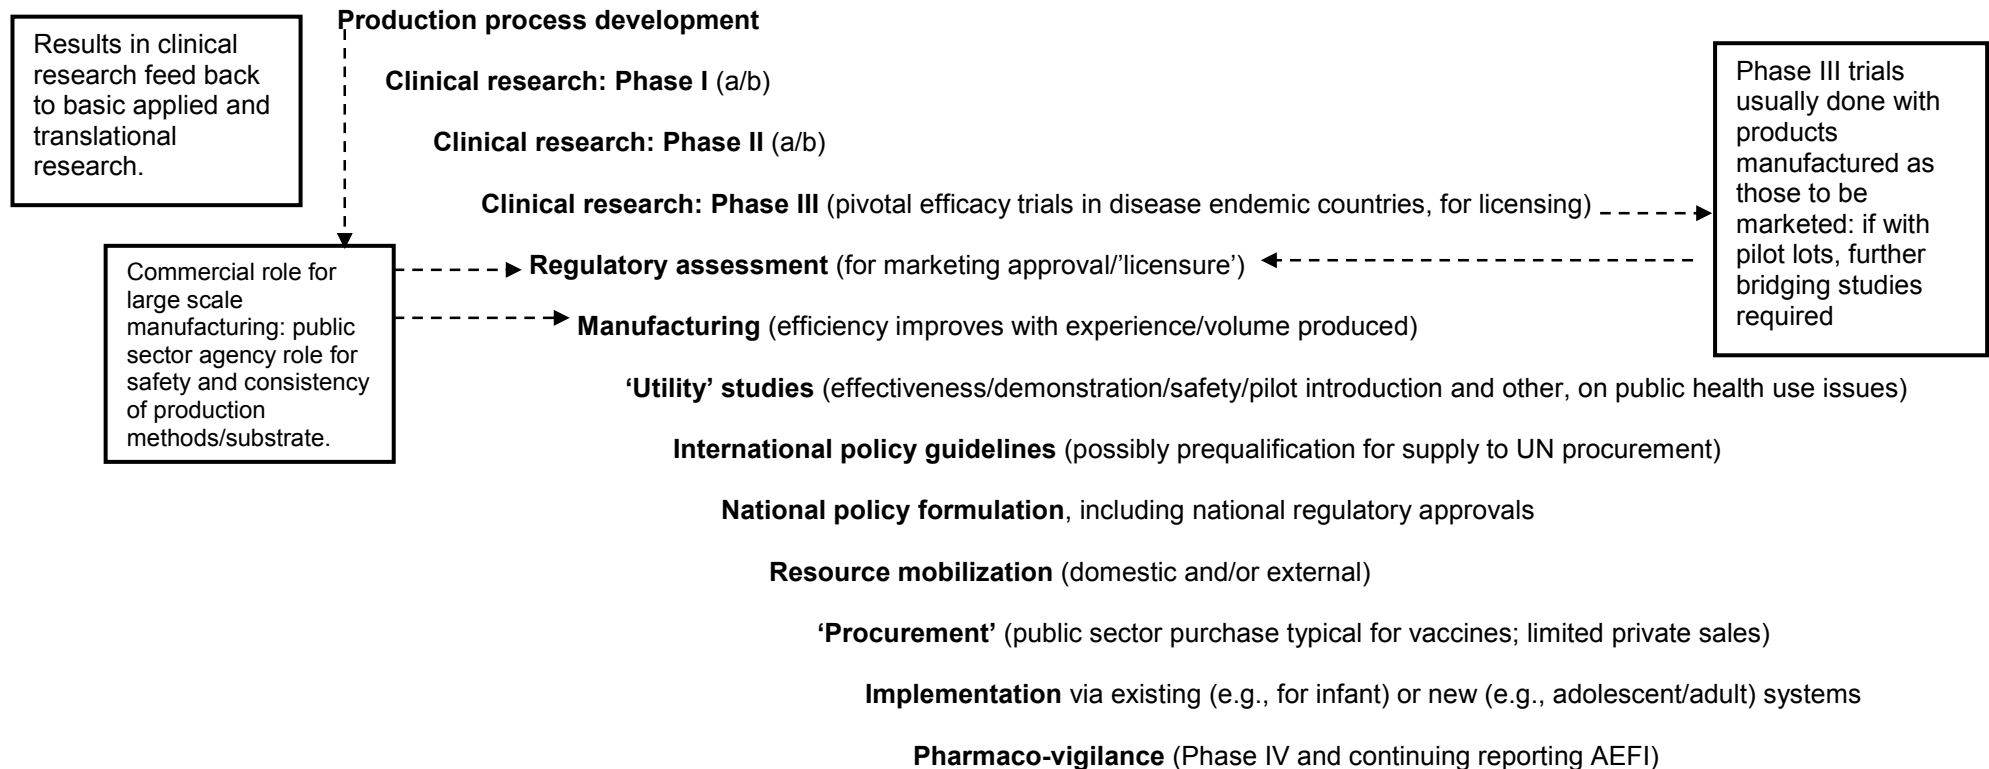 Production process development
Results in clinical
research feed back
to basic applied and
translational
research.
Clinical research: Phase I (a/b)
Clinical research: Phase II (a/b)
Clinical research: Phase III (pivotal efficacy trials in disease endemic countries, for licensing)
Phase III trials
usually done with
products
manufactured as
those to be
marketed: if with
pilot lots, further
bridging studies
required
Commercial role for
large scale
manufacturing: public
sector agency role for
safety and consistency
of production
methods/substrate.
Regulatory assessment (for marketing approval/’licensure’)
Manufacturing (efficiency improves with experience/volume produced)
‘Utility’ studies (effectiveness/demonstration/safety/pilot introduction and other, on public health use issues)
International policy guidelines (possibly prequalification for supply to UN procurement)
National policy formulation, including national regulatory approvals
Resource mobilization (domestic and/or external)
‘Procurement’ (public sector purchase typical for vaccines; limited private sales)
Implementation via existing (e.g., for infant) or new (e.g., adolescent/adult) systems
Pharmaco-vigilance (Phase IV and continuing reporting AEFI)